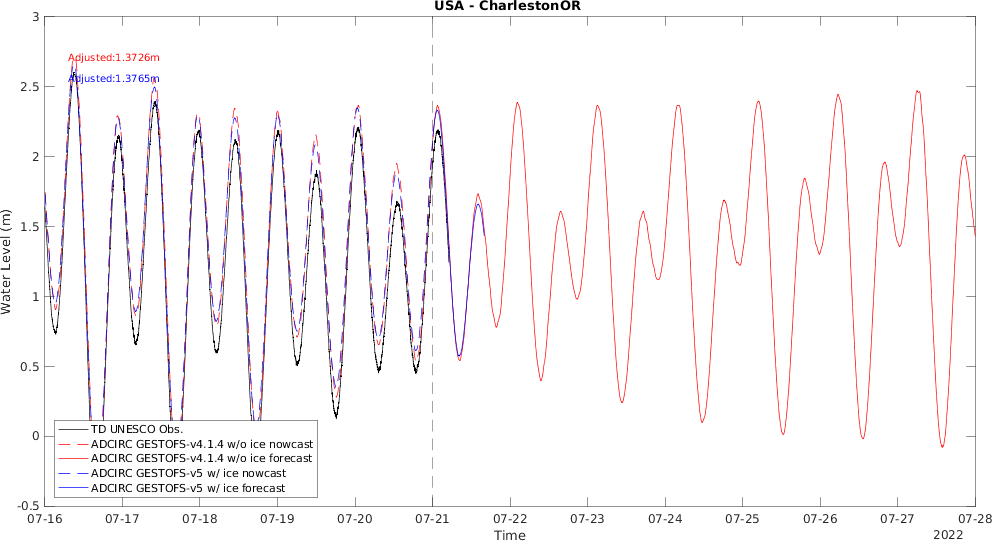 USA - CharlestonOR
Adjusted:1.3726m
Adjusted:1.3765m
Water Level (m)
3
2.5
2
1.5
1
0.5
0
-0.5
TD UNESCO Obs.
ADCIRC GESTOFS-v4.1.4 w/o ice nowcast
ADCIRC GESTOFS-v4.1.4 w/o ice forecast
ADCIRC GESTOFS-v5 w/ ice nowcast
ADCIRC GESTOFS-v5 w/ ice forecast
07-16 07-17 07-18 07-19 07-20 07-21 07-22 07-23 07-24 07-25 07-26 07-27 07-28
Time
2022